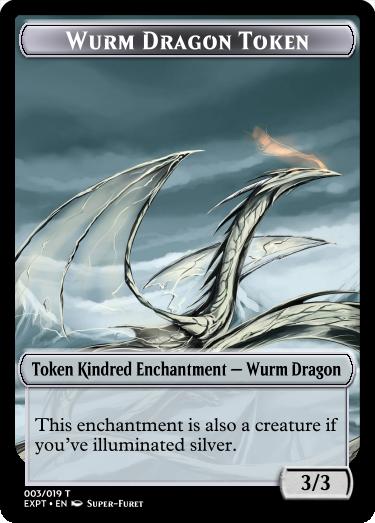 Wurm Dragon Token
Token Kindred Enchantment — Wurm Dragon
This enchantment is also a creature if
you've illuminated silver.
3/3
003/019 T
EXPT • EN Super-Furet